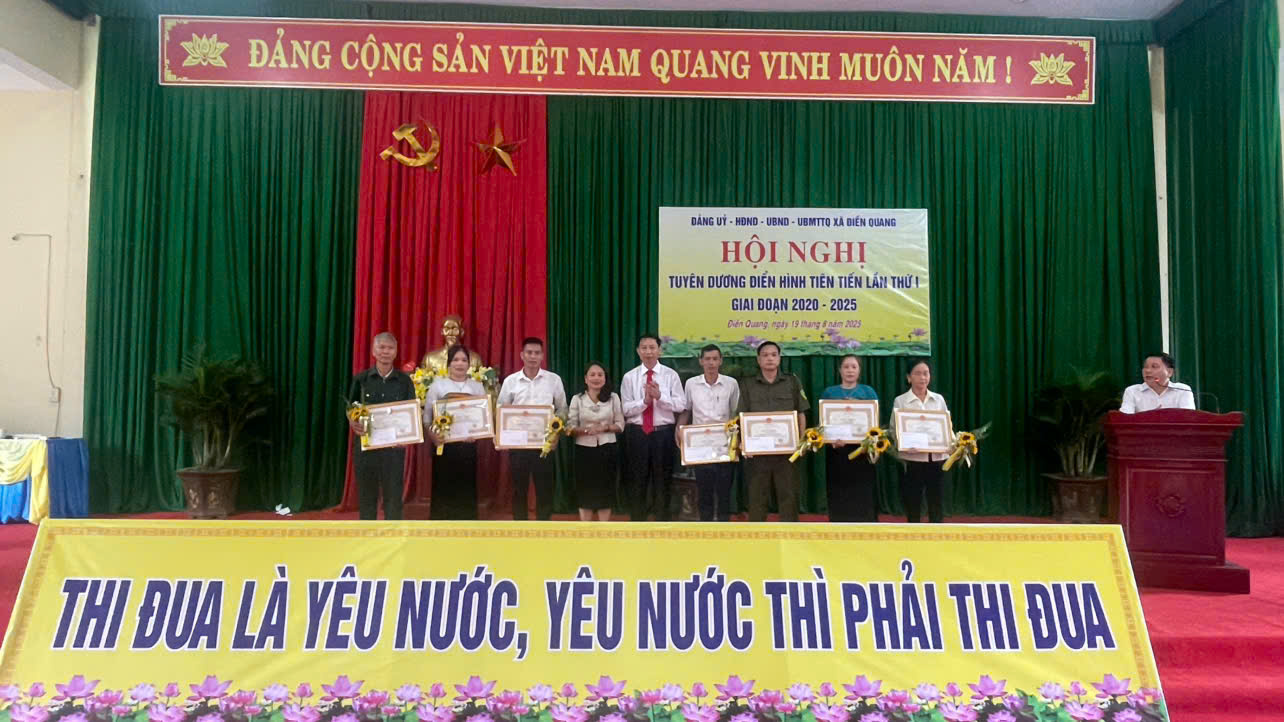 ĐẢNG CỘNG SẢN VIỆT NAM QUANG VINH MUÔN NĂM !
ĐẢNG UỶ - HĐND - UBND - UBMTTQ XÃ ĐIỀN QUANG
HỘI NGHỊ
TUYÊN DƯƠNG ĐIỂN HÌNH TIÊN TIẾN LẦN THỨ I
GIAI ĐOẠN 2020 - 2025
Điền Quang, ngày 19 tháng 8 năm 2025
THI ĐUA LÀ YÊU NƯỚC, YÊU NƯỚC THÌ PHẢI THI ĐUA